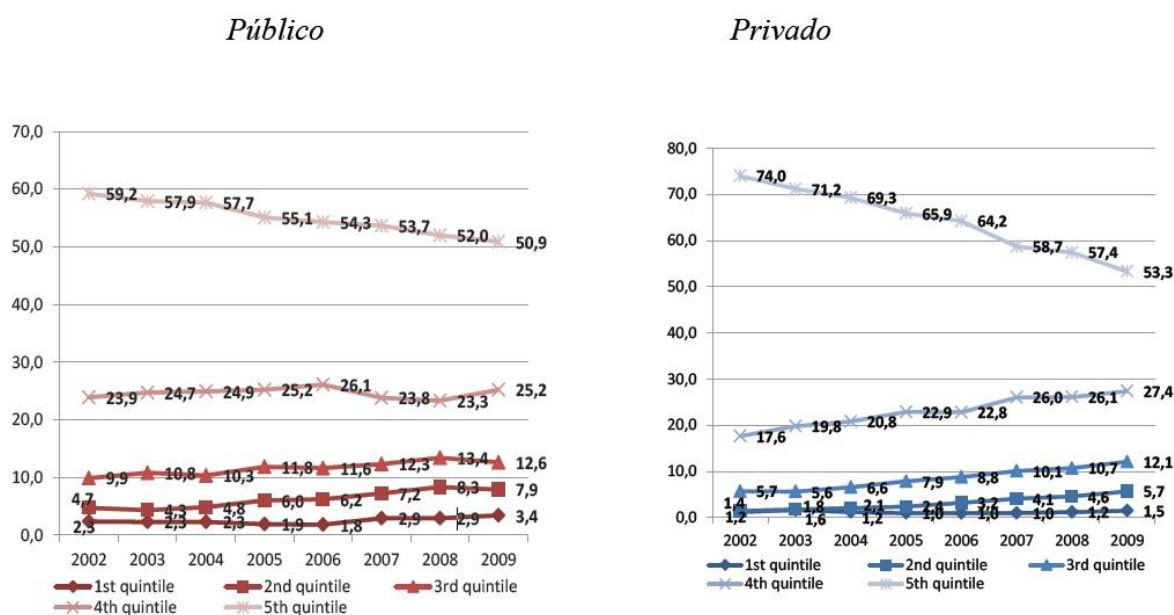 Público
Privado
70,0
60,0
50,0
40,0
30,0
20,0
10,0
0,0
59,2 57,9 57,7 55,1 54,3 53,7 52,0 50,9
23,9 24,7 24,9 25,2 26,1 23,8 23,3 25,2
9,9 10,8 10,3 11,8 11,6 12,3 13,4 12,6
4,7 4,3 4,8 6,0 6,2 7,2 8,3 7,9
2,3 2,3 2,3 1,9 1,8 2,9 2,9 3,4
2002 2003 2004 2005 2006 2007 2008 2009
1st quintile 2nd quintile 3rd quintile
4th quintile 5th quintile
80,0
70,0
60,0
50,0
40,0
30,0
20,0
10,0
0,0
74,0 71,2 69,3 65,9 64,2 58,7 57,4 53,3
17,6 19,8 20,8 22,9 22,8 26,0 26,1 27,4
5,7 5,6 6,6 7,9 8,8 10,1 10,7 12,1
1,4 1,8 2,1 2,4 3,2 4,1 4,6 5,7
1,2 1,6 1,2 1,0 1,0 1,0 1,2 1,5
2002 2003 2004 2005 2006 2007 2008 2009
1st quintile 2nd quintile 3rd quintile
4th quintile 5th quintile